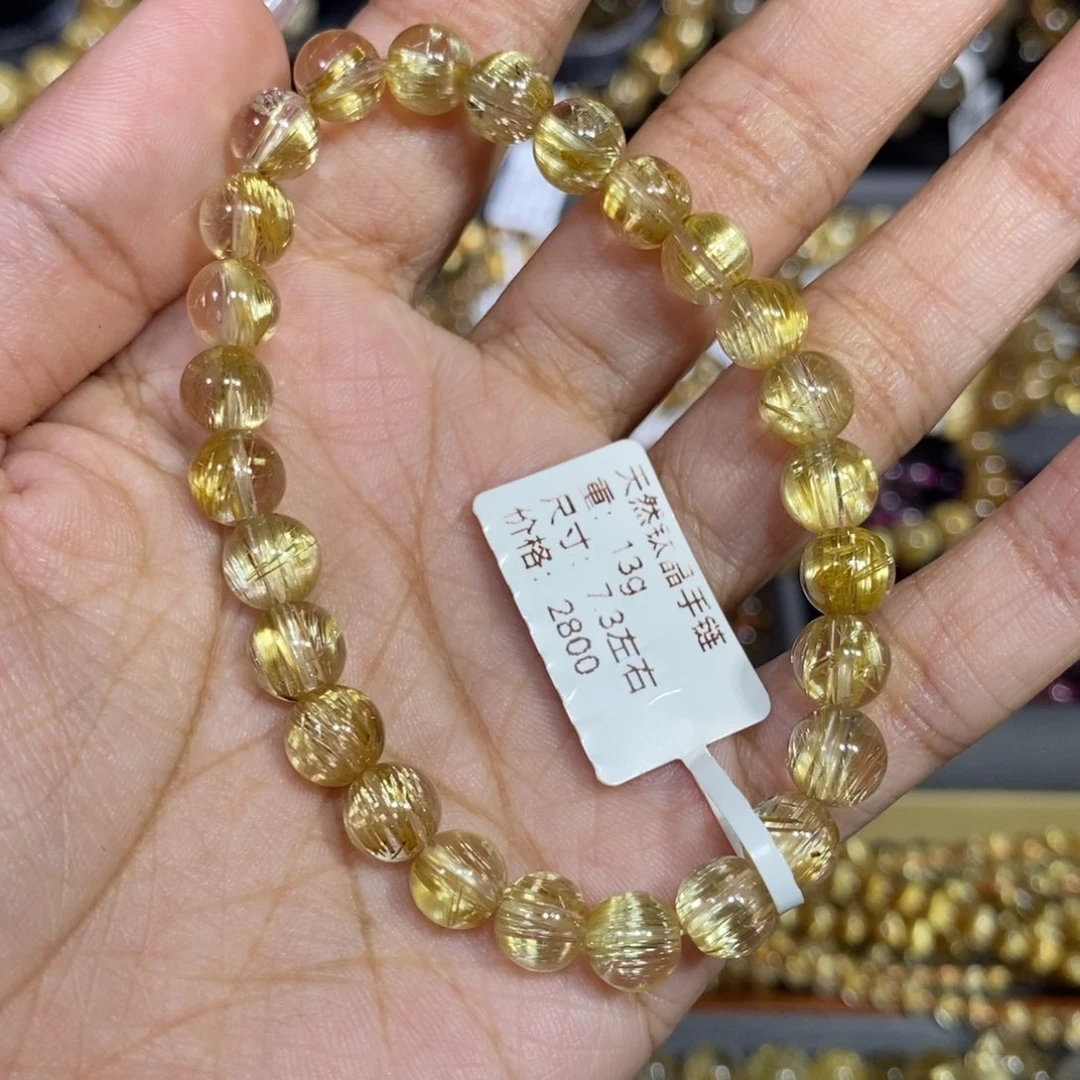 天然钛晶手链
重: 13g
尺寸: 7.3左右
价格: 2800